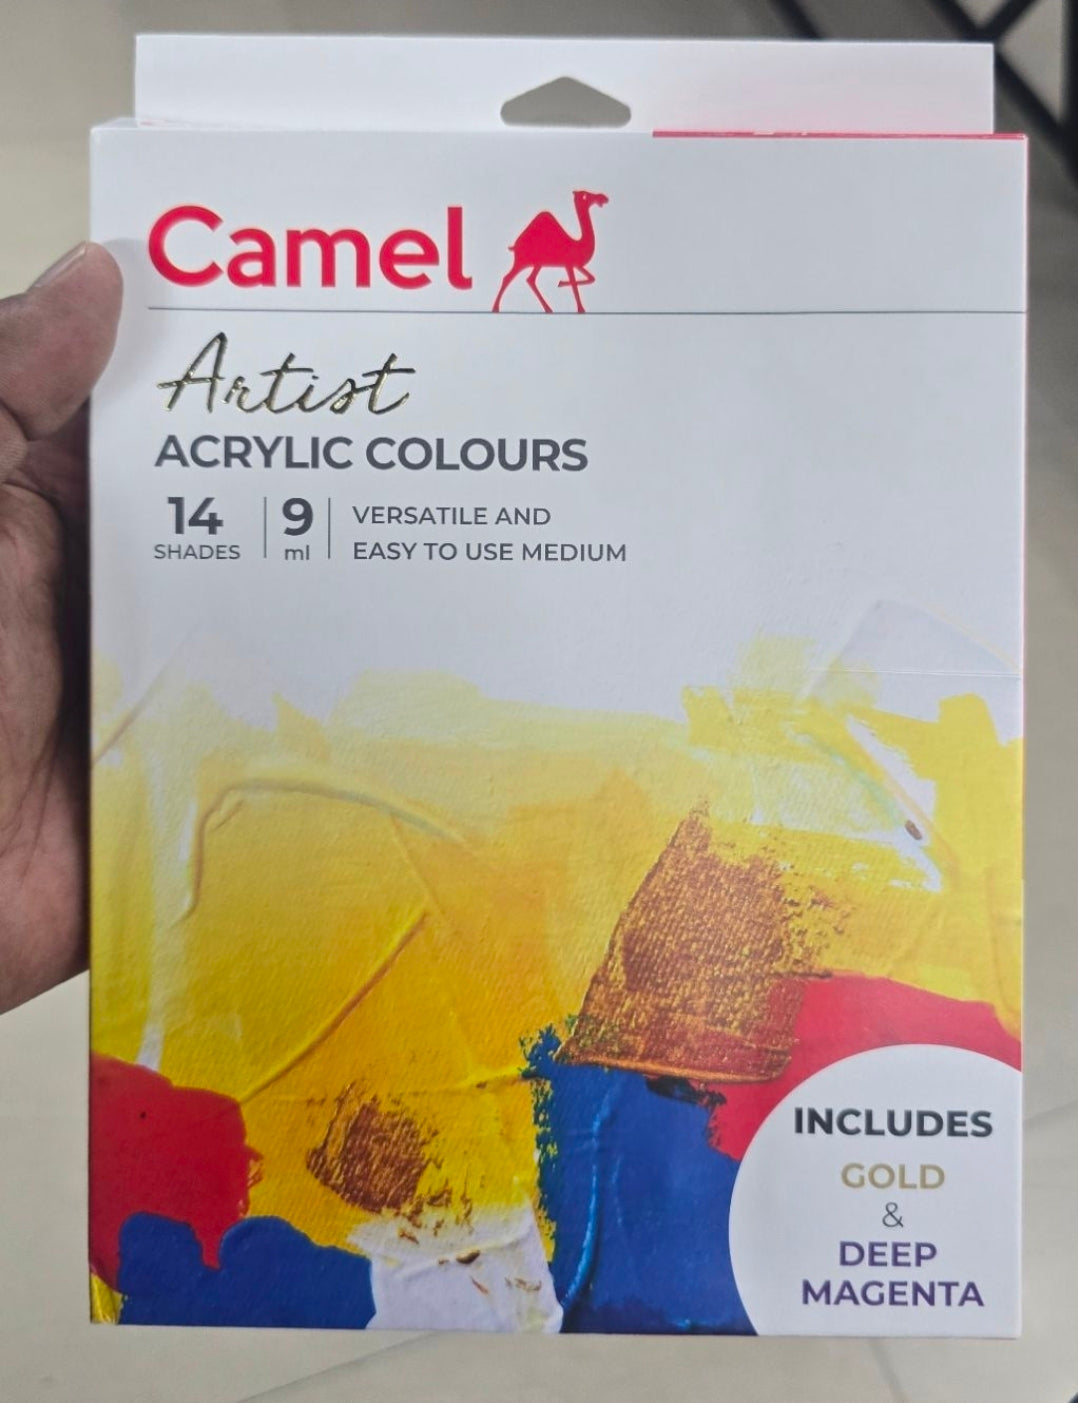 Camel
Artist
ACRYLIC COLOURS
14 SHADES
9 ml
VERSATILE AND
EASY TO USE MEDIUM
INCLUDES
GOLD
&
DEEP
MAGENTA